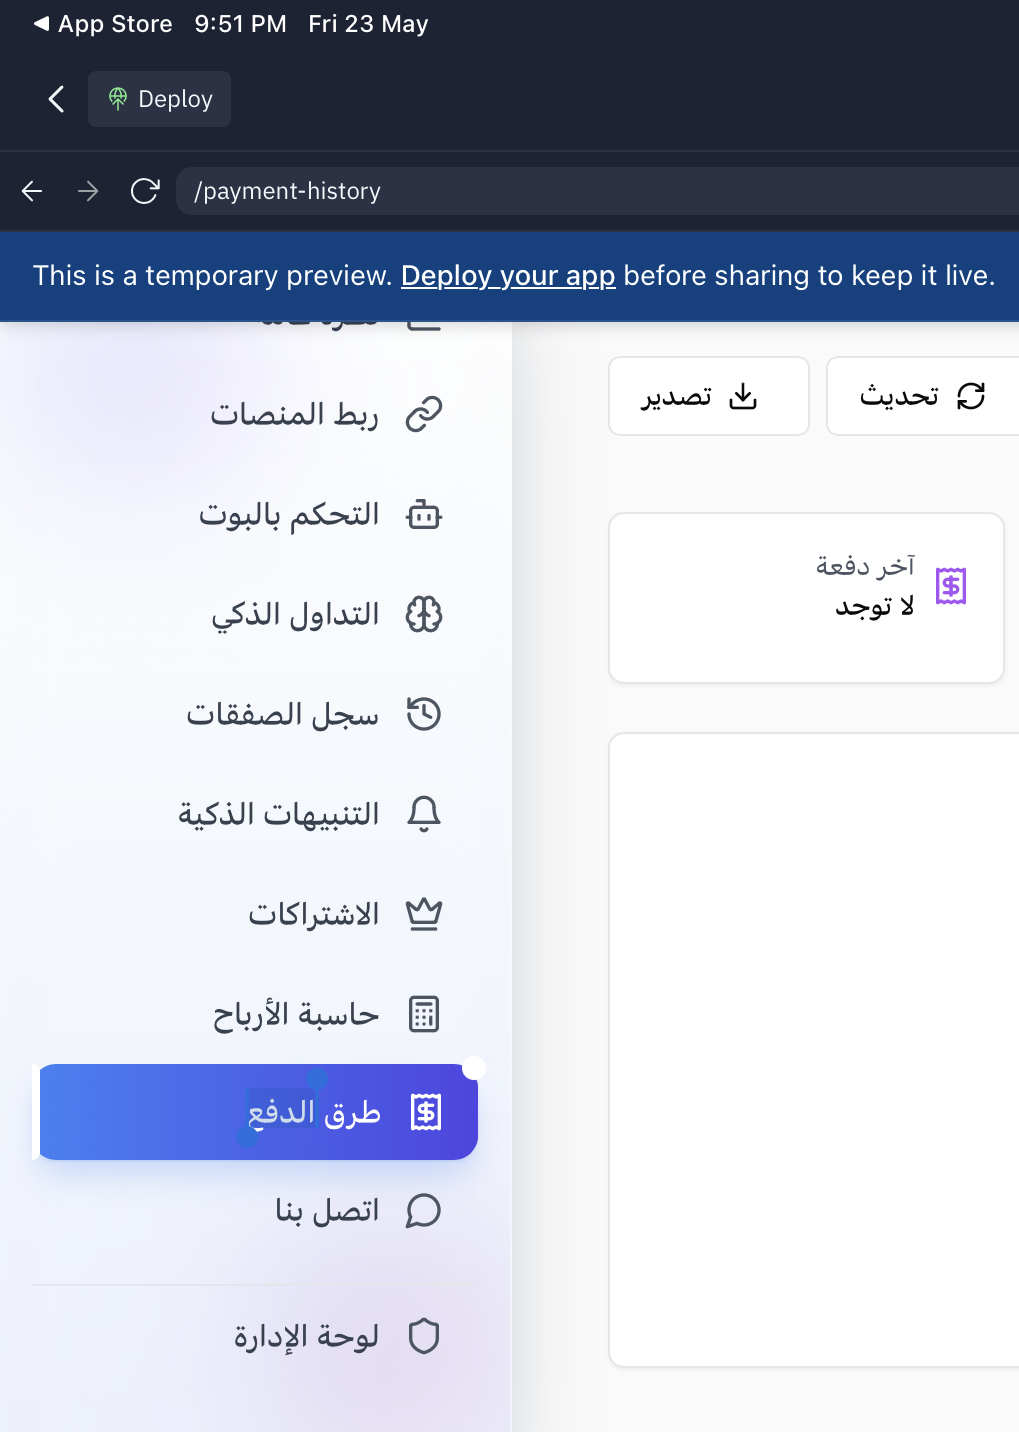 App Store 9:51 PM Fri 23 May
Deploy
/payment-history
This is a temporary preview. Deploy your app before sharing to keep it live.
ربط المنصات
التحكم بالبوت
التداول الذكي
سجل الصفقات
التنبيهات الذكية
الاشتراكات
حاسبة الأرباح
طرق الدفع
اتصل بنا
لوحة الإدارة
تحديث
تصدير
آخر دفعة
لا توجد